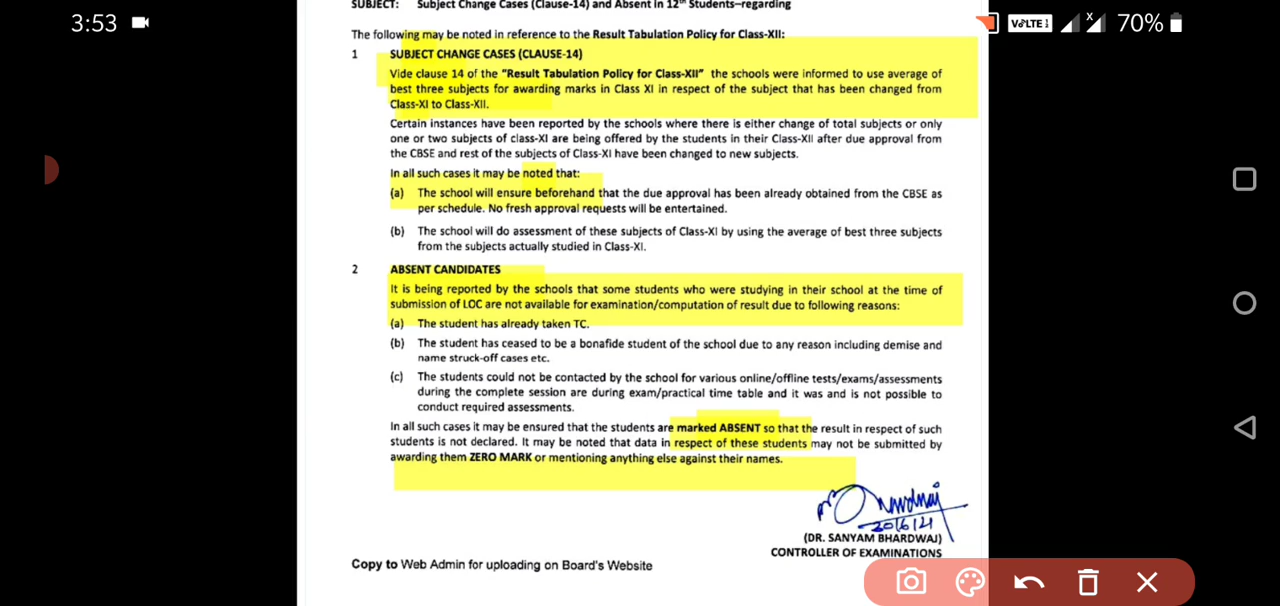 3:53
VoLTE
X
70%
SUBJECT: Subject Change Cases (Clause-14) and Absent in 12th Students–regarding
The following may be noted in reference to the Result Tabulation Policy for Class-XII:
1 SUBJECT CHANGE CASES (CLAUSE-14)
Vide clause 14 of the "Result Tabulation Policy for Class-XII" the schools were informed to use average of
best three subjects for awarding marks in Class XI in respect of the subject that has been changed from
Class-XI to Class-XII.
Certain instances have been reported by the schools where there is either change of total subjects or only
one or two subjects of class-XI are being offered by the students in their Class-XII after due approval from
the CBSE and rest of the subjects of Class-XI have been changed to new subjects.
In all such cases it may be noted that:
(a) The school will ensure beforehand that the due approval has been already obtained from the CBSE as
per schedule. No fresh approval requests will be entertained.
(b) The school will do assessment of these subjects of Class-XI by using the average of best three subjects
from the subjects actually studied in Class-XI.
2 ABSENT CANDIDATES
It is being reported by the schools that some students who were studying in their school at the time of
submission of LOC are not available for examination/computation of result due to following reasons:
(a) The student has already taken TC.
(b) The student has ceased to be a bonafide student of the school due to any reason including demise and
name struck-off cases etc.
(c) The students could not be contacted by the school for various online/offline tests/exams/assessments
during the complete session are during exam/practical time table and it was and is not possible to
conduct required assessments.
In all such cases it may be ensured that the students are marked ABSENT so that the result in respect of such
students is not declared. It may be noted that data in respect of these students may not be submitted by
awarding them ZERO MARK or mentioning anything else against their names.
20/6/21
(DR. SANYAM BHARDWAJ)
CONTROLLER OF EXAMINATIONS
Copy to Web Admin for uploading on Board's Website